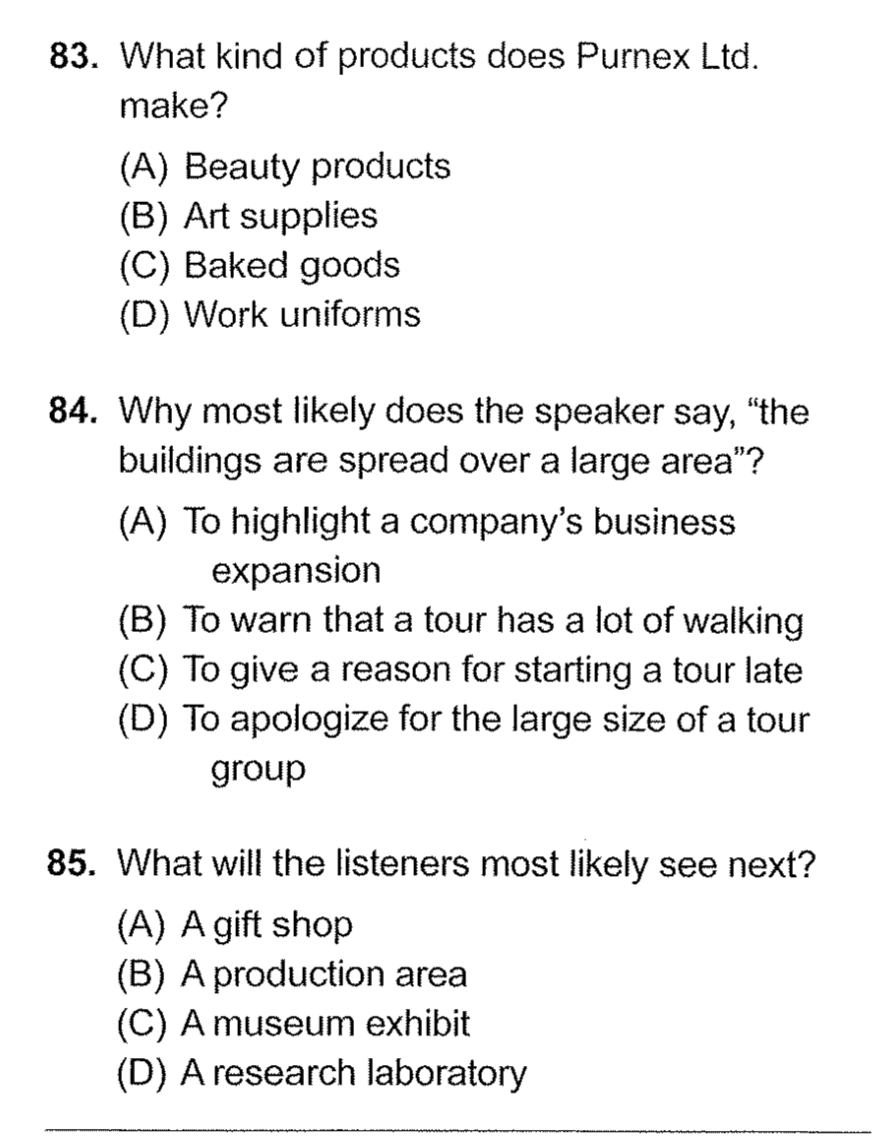 83. What kind of products does Purnex Ltd.
make?
(A) Beauty products
(B) Art supplies
(C) Baked goods
(D) Work uniforms
84. Why most likely does the speaker say, “the
buildings are spread over a large area”?
(A) To highlight a company’s business
expansion
(B) To warn that a tour has a lot of walking
(C) To give a reason for starting a tour late
(D) To apologize for the large size of a tour
group
85. What will the listeners most likely see next?
(A) A gift shop
(B) A production area
(C) A museum exhibit
(D) A research laboratory